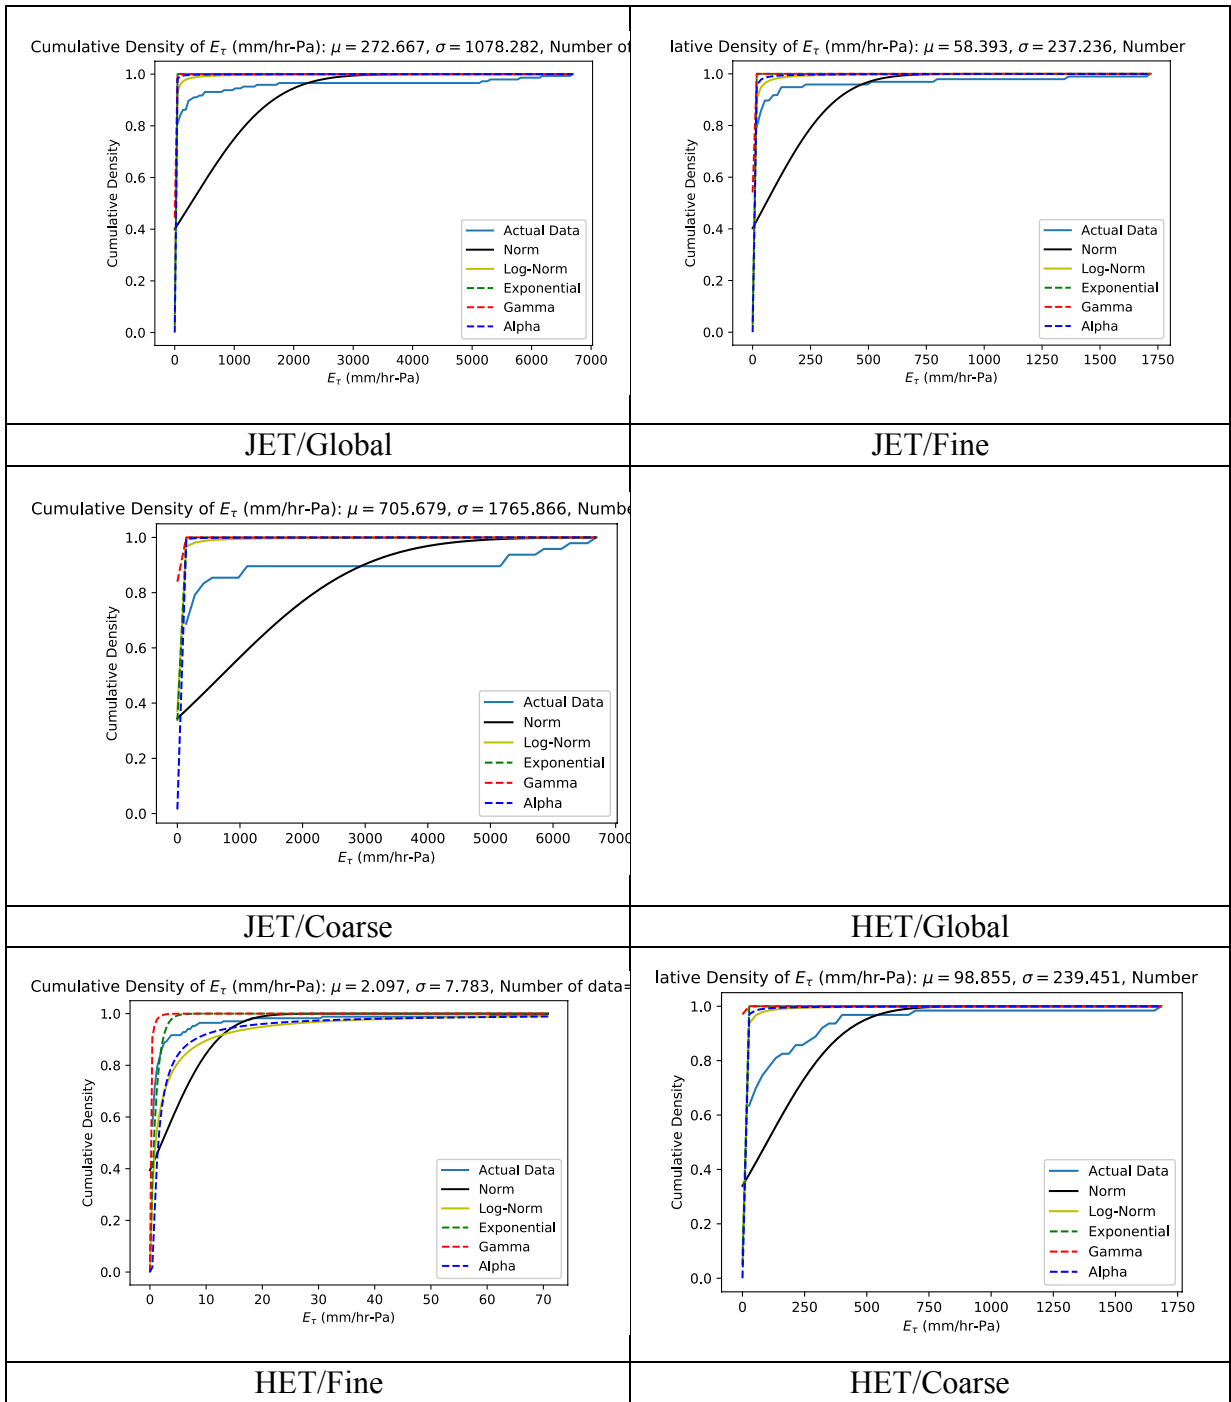 Cumulative Density of Eτ (mm/hr-Pa): μ = 272.667, σ = 1078.282, Number of
Cumulative Density
1.0
0.8
0.6
0.4
0.2
0.0
Actual Data
Norm
Log-Norm
Exponential
Gamma
Alpha
0 1000 2000 3000 4000 5000 6000 7000
Eτ (mm/hr-Pa)
JET/Global
lative Density of Eτ (mm/hr-Pa): μ = 58.393, σ = 237.236, Number
Cumulative Density
1.0
0.8
0.6
0.4
0.2
0.0
Actual Data
Norm
Log-Norm
Exponential
Gamma
Alpha
0 250 500 750 1000 1250 1500 1750
Eτ (mm/hr-Pa)
JET/Fine
Cumulative Density of Eτ (mm/hr-Pa): μ = 705.679, σ = 1765.866, Numbe
Cumulative Density
1.0
0.8
0.6
0.4
0.2
0.0
Actual Data
Norm
Log-Norm
Exponential
Gamma
Alpha
0 1000 2000 3000 4000 5000 6000 7000
Eτ (mm/hr-Pa)
JET/Coarse
HET/Global
Cumulative Density of Eτ (mm/hr-Pa): μ = 2.097, σ = 7.783, Number of data=
Cumulative Density
1.0
0.8
0.6
0.4
0.2
0.0
Actual Data
Norm
Log-Norm
Exponential
Gamma
Alpha
0 10 20 30 40 50 60 70
Eτ (mm/hr-Pa)
HET/Fine
lative Density of Eτ (mm/hr-Pa): μ = 98.855, σ = 239.451, Number
Cumulative Density
1.0
0.8
0.6
0.4
0.2
0.0
Actual Data
Norm
Log-Norm
Exponential
Gamma
Alpha
0 250 500 750 1000 1250 1500 1750
Eτ (mm/hr-Pa)
HET/Coarse